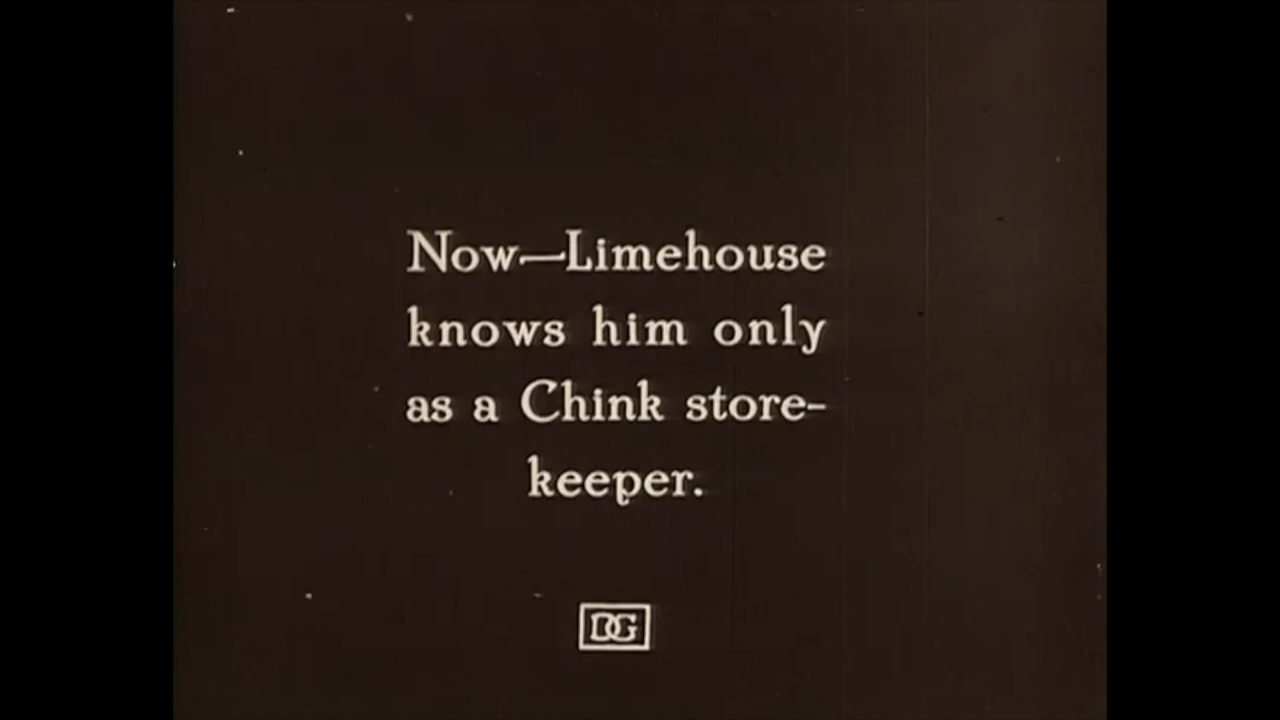 Now—Limehouse
knows him only
as a Chink store-
keeper.
DG